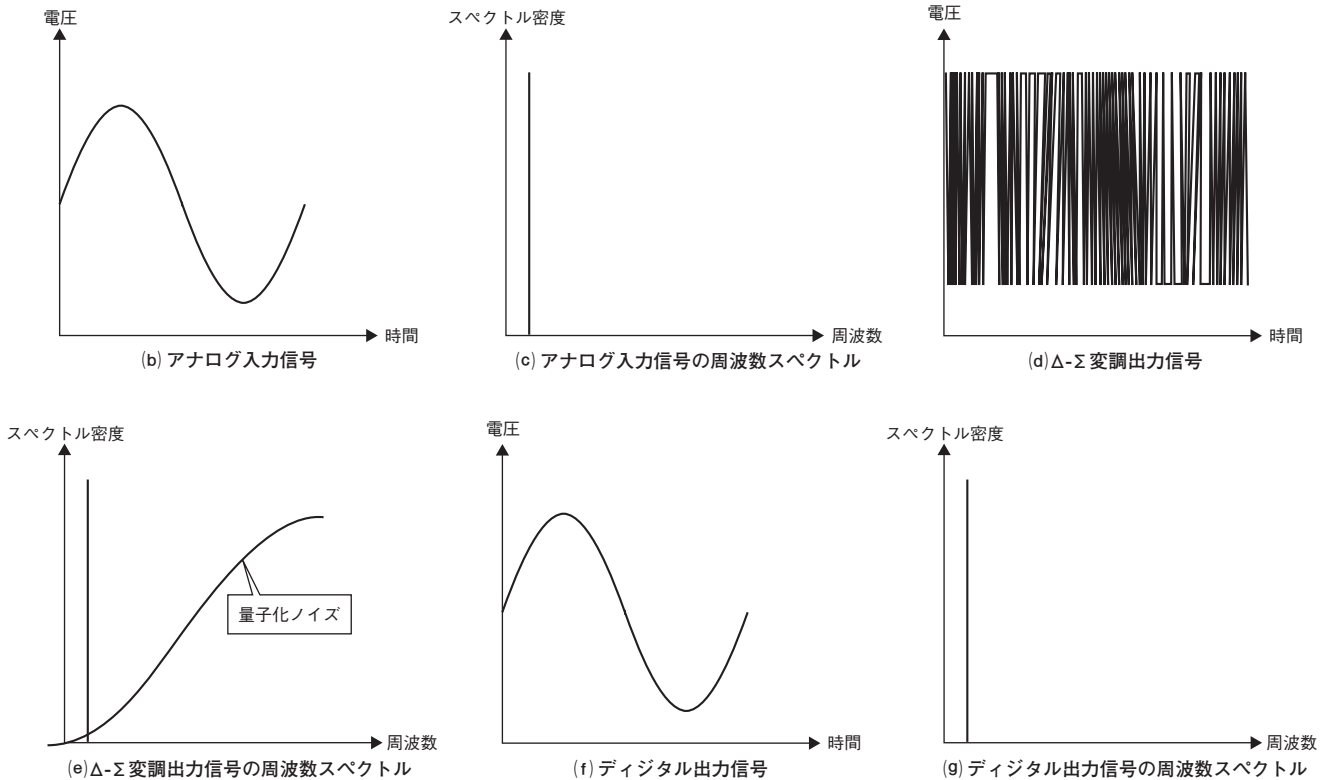 電圧
時間
(b) アナログ入力信号
スペクトル密度
周波数
(c) アナログ入力信号の周波数スペクトル
電圧
時間
(d) Δ-Σ変調出力信号
スペクトル密度
量子化ノイズ
周波数
(e) Δ-Σ変調出力信号の周波数スペクトル
電圧
時間
(f) ディジタル出力信号
スペクトル密度
周波数
(g) ディジタル出力信号の周波数スペクトル